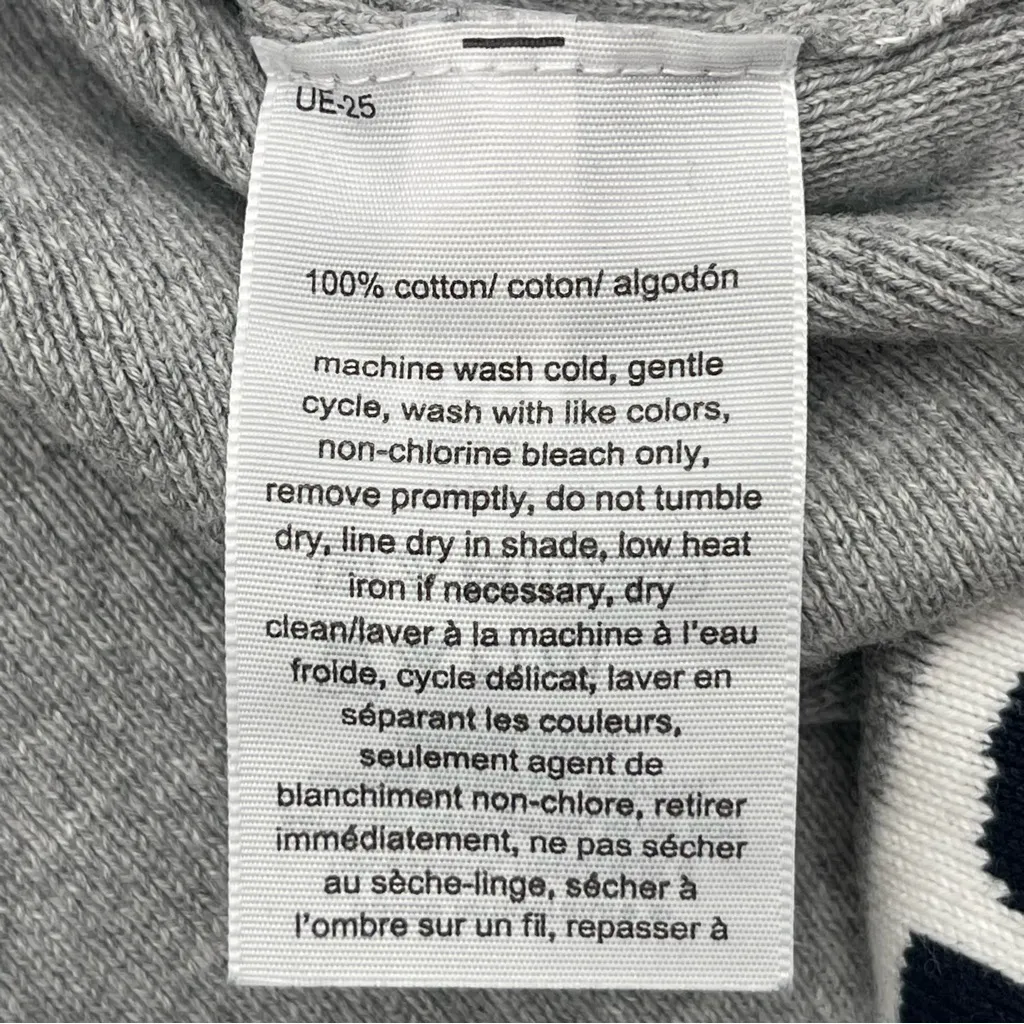 UE-25
100% cotton/ coton/ algodón
machine wash cold, gentle
cycle, wash with like colors,
non-chlorine bleach only,
remove promptly, do not tumble
dry, line dry in shade, low heat
iron if necessary, dry
clean/laver à la machine à l'eau
froide, cycle délicat, laver en
séparant les couleurs,
seulement agent de
blanchiment non-chlore, retirer
immédiatement, ne pas sécher
au sèche-linge, sécher à
l'ombre sur un fil, repasser à